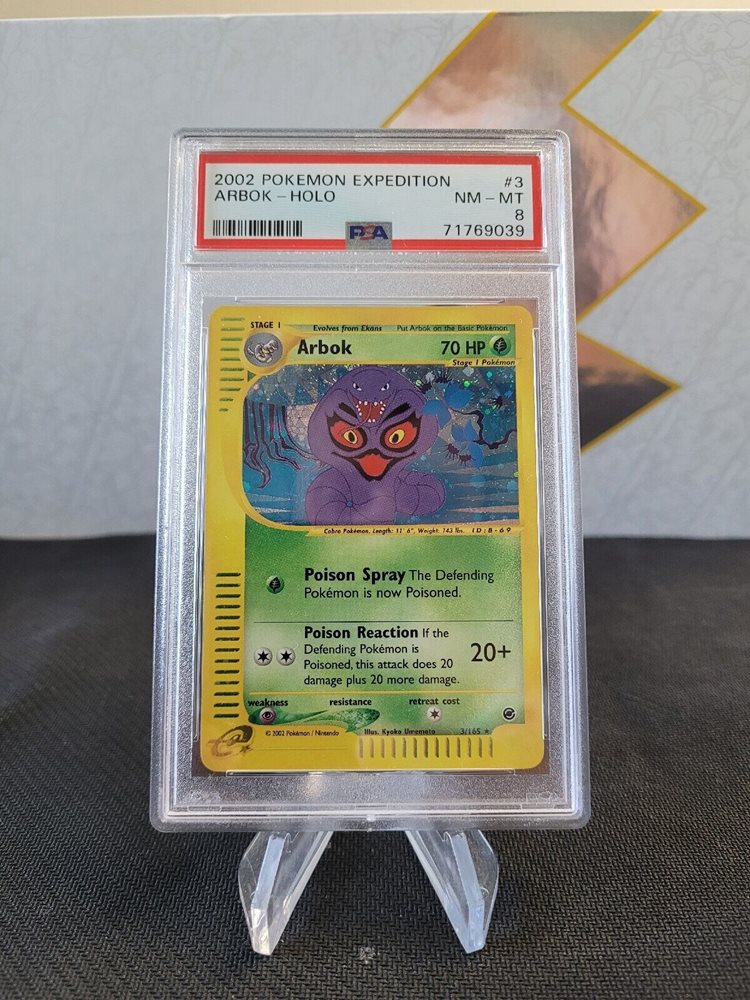 2002 POKEMON EXPEDITION #3
ARBOK - HOLO NM - MT
8
PSA 71769039
STAGE 1 Evolves from Ekans Put Arbok on the Basic Pokémon
Arbok 70 HP
Stage 1 Pokémon
Cobra Pokémon. Length: 11' 6", Weight: 143 lbs. ID:B-69
Poison Spray The Defending
Pokémon is now Poisoned.
Poison Reaction If the
Defending Pokémon is
Poisoned, this attack does 20
damage plus 20 more damage.
20+
weakness resistance retreat cost
© 2002 Pokémon / Nintendo Illus. Kyoko Umemoto 3/165 ★
e